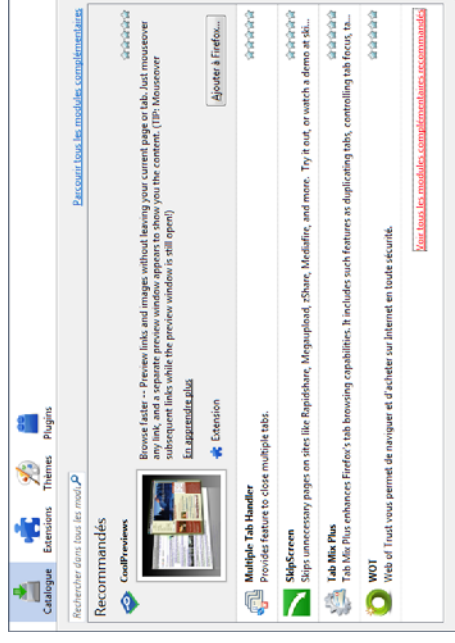 Catalogue Extensions Thèmes Plugins
Rechercher dans tous les modu
Parcourir tous les modules complémentaires
Recommandés
CoolPreviews
Browse faster -- Preview links and images without leaving your current page or tab. Just mouseover
any link, and a separate preview window appears to show you the content. (TIP: Mouseover
subsequent links while the preview window is still open!)
En apprendre plus
Extension
Ajouter à Firefox...
Multiple Tab Handler
Provides feature to close multiple tabs.
SkipScreen
Skips unnecessary pages on sites like Rapidshare, Megaupload, zShare, Mediafire, and more. Try it out, or watch a demo at ski...
Tab Mix Plus
Tab Mix Plus enhances Firefox's tab browsing capabilities. It includes such features as duplicating tabs, controlling tab focus, ta...
WOT
Web of Trust vous permet de naviguer et d'acheter sur Internet en toute sécurité.
Voir tous les modules complémentaires recommandés